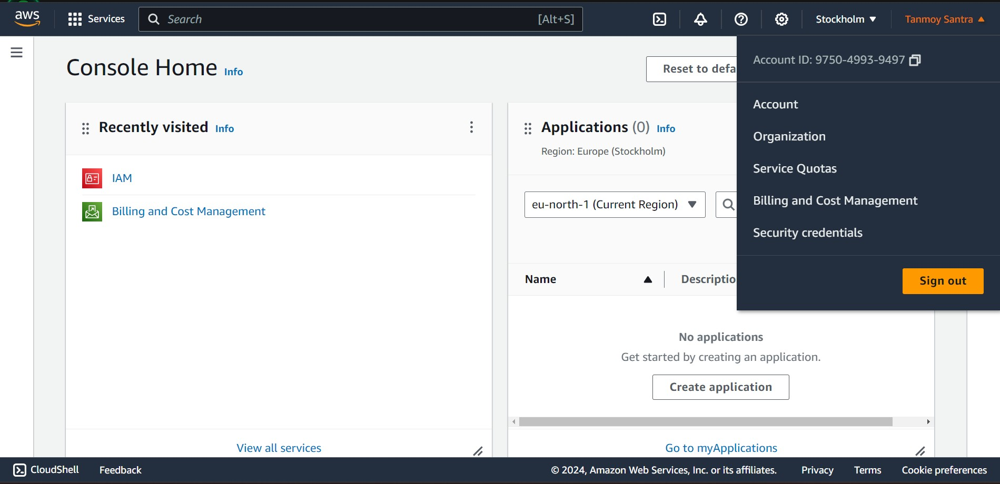 aws
Services
Search [Alt+S]
Stockholm
Tanmoy Santra
Console Home Info
Reset to defa
Account ID: 9750-4993-9497
Account
Organization
Service Quotas
Billing and Cost Management
Security credentials
Sign out
Recently visited Info
IAM
Billing and Cost Management
View all services
Applications (0) Info
Region: Europe (Stockholm)
eu-north-1 (Current Region)
Name
Descriptio
No applications
Get started by creating an application.
Create application
Go to myApplications
CloudShell
Feedback
© 2024, Amazon Web Services, Inc. or its affiliates.
Privacy
Terms
Cookie preferences